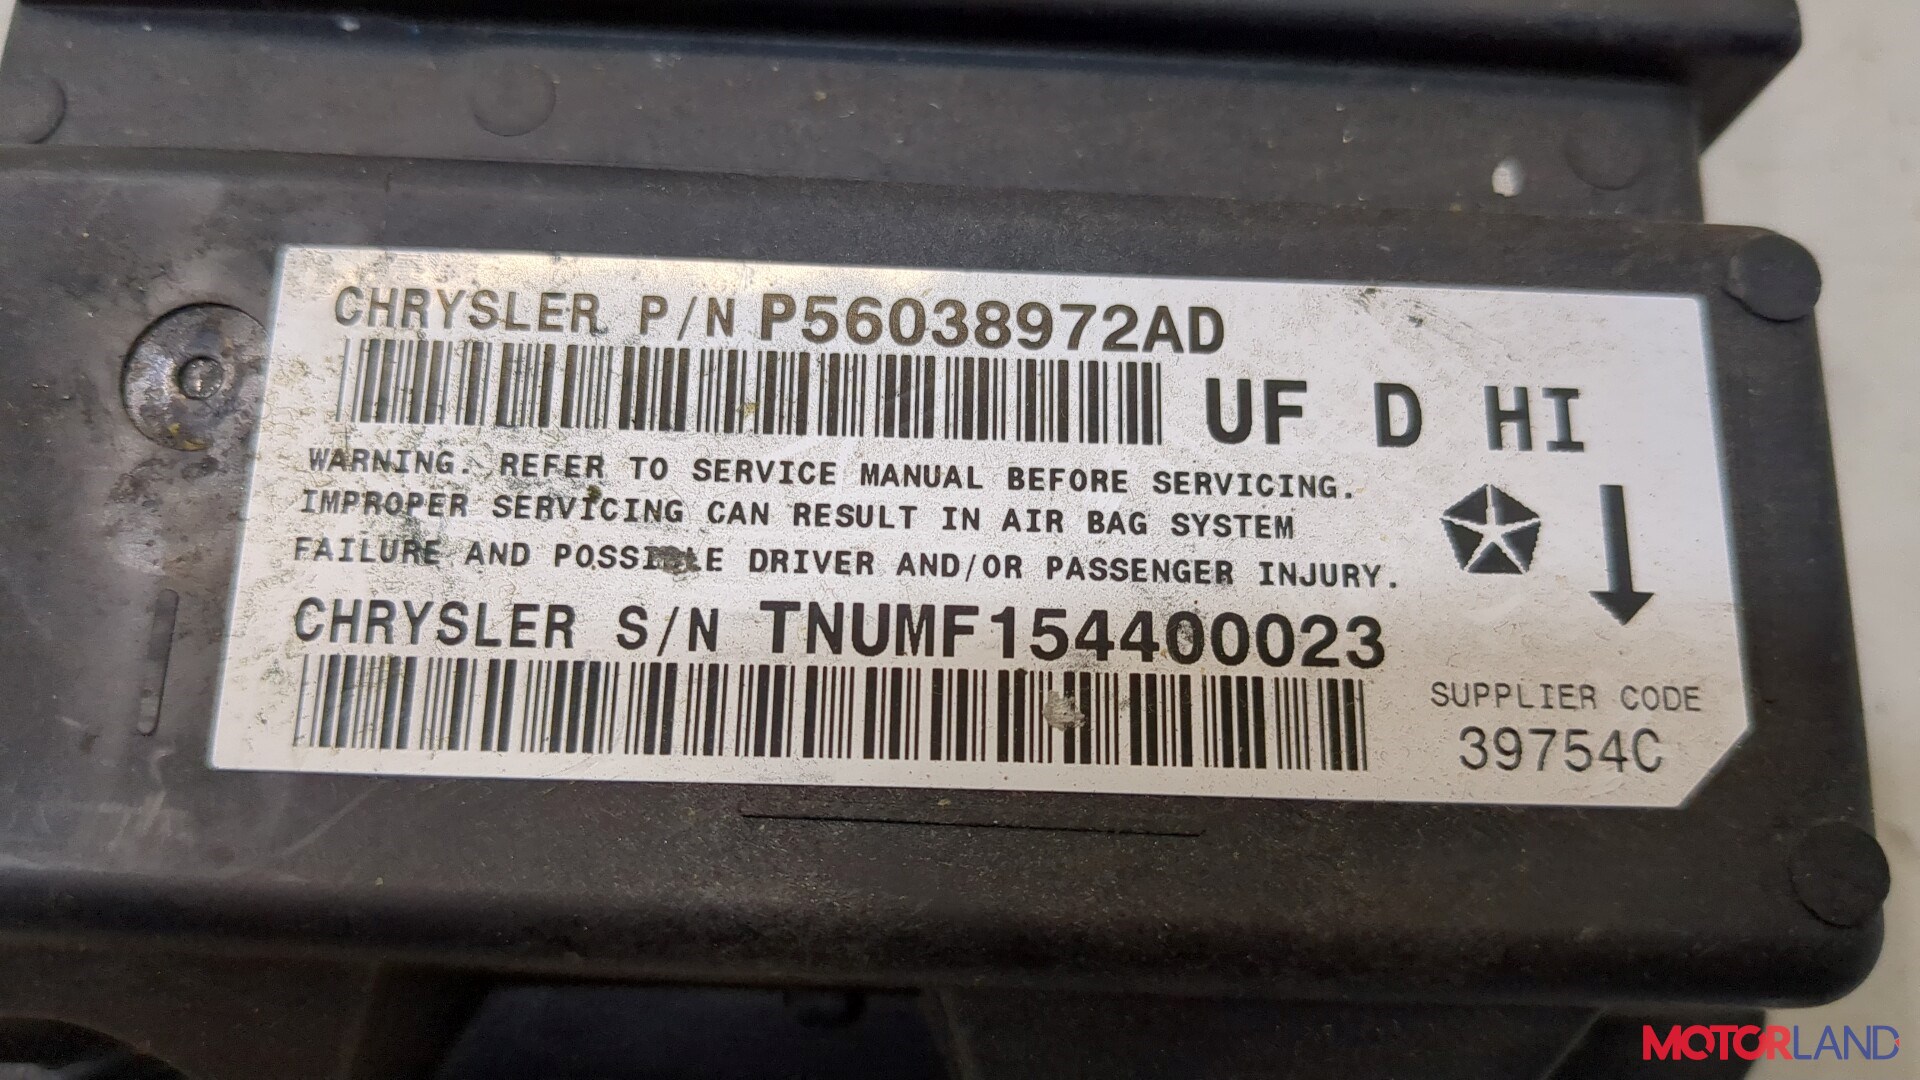 CHRYSLER P/N P56038972AD
UF D HI
WARNING. REFER TO SERVICE MANUAL BEFORE SERVICING.
IMPROPER SERVICING CAN RESULT IN AIR BAG SYSTEM
FAILURE AND POSSIBLE DRIVER AND/OR PASSENGER INJURY.
CHRYSLER S/N TNUMF154400023
SUPPLIER CODE
39754C
MOTORLAND